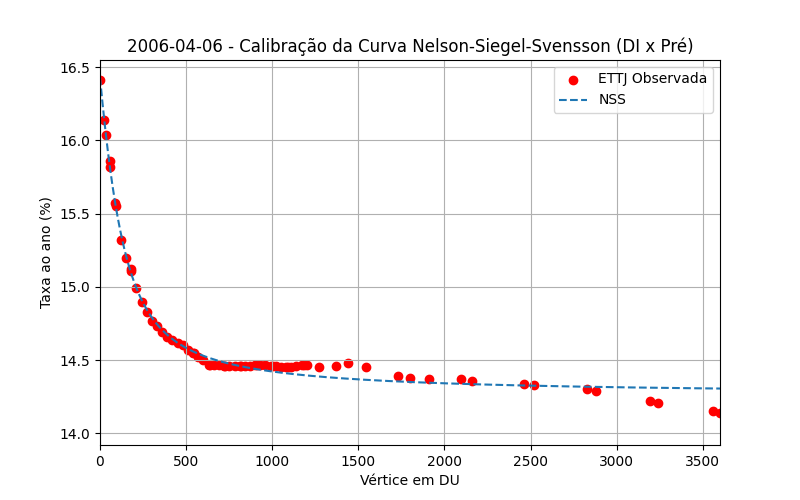 2006-04-06 - Calibração da Curva Nelson-Siegel-Svensson (DI x Pré)
ETTJ Observada
NSS
Taxa ao ano (%)
16.5
16.0
15.5
15.0
14.5
14.0
0 500 1000 1500 2000 2500 3000 3500
Vértice em DU